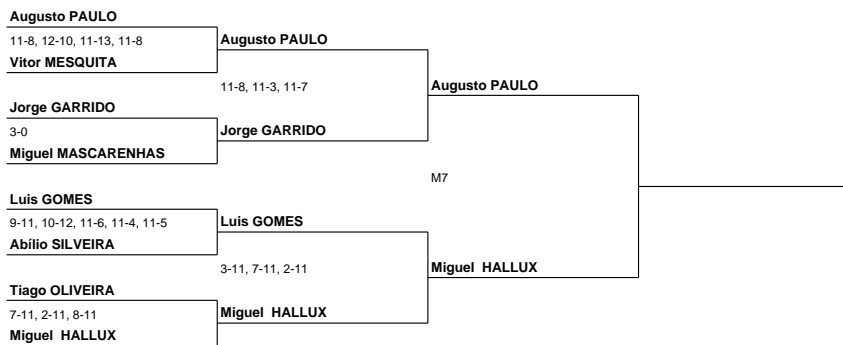 Augusto PAULO
11-8, 12-10, 11-13, 11-8
Augusto PAULO
Vitor MESQUITA
11-8, 11-3, 11-7
Augusto PAULO
Jorge GARRIDO
3-0
Jorge GARRIDO
Miguel MASCARENHAS
M7
Luis GOMES
9-11, 10-12, 11-6, 11-4, 11-5
Luis GOMES
Abílio SILVEIRA
3-11, 7-11, 2-11
Miguel HALLUX
Tiago OLIVEIRA
7-11, 2-11, 8-11
Miguel HALLUX
Miguel HALLUX